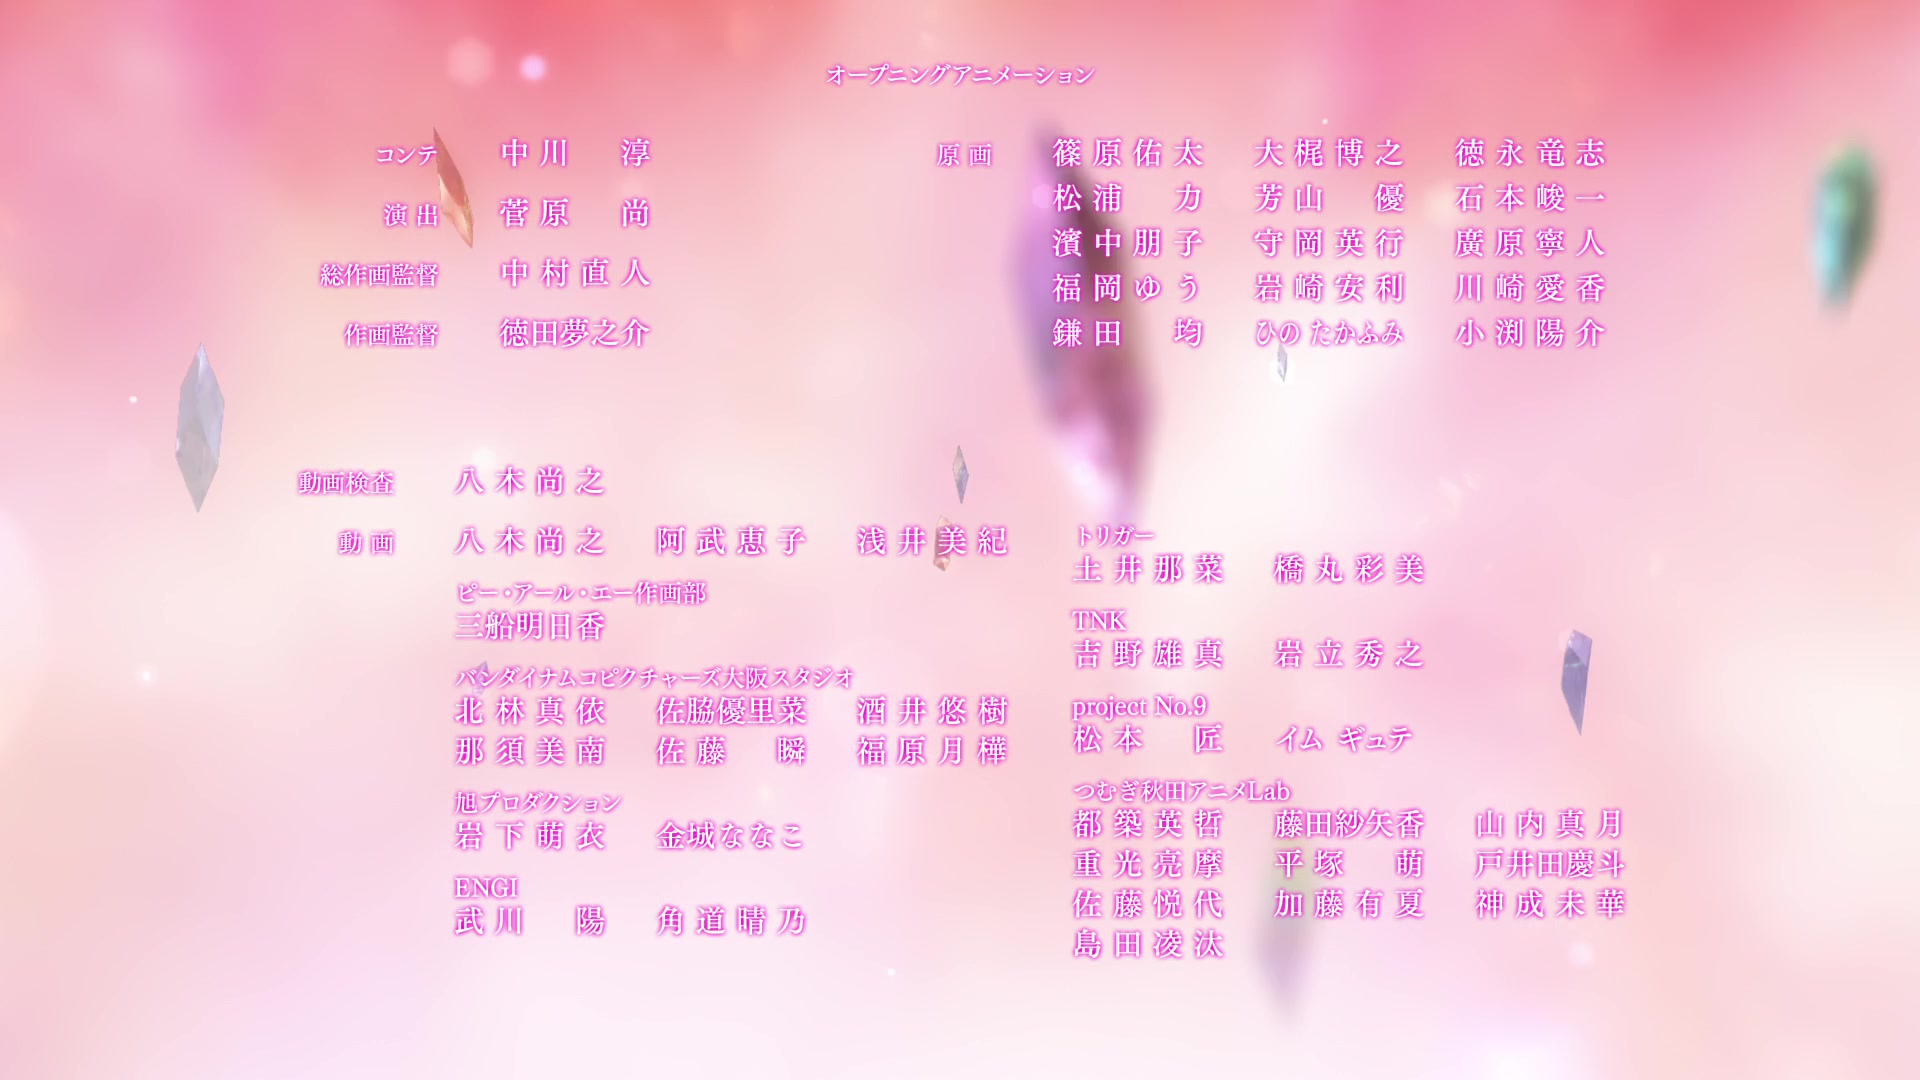 オープニングアニメーション
コンテ 中川 淳
演出 菅原 尚
総作画監督 中村直人
作画監督 徳田夢之介
原画 篠原佑太 大梶博之 徳永竜志
松浦 力 芳山 優 石本峻一
濱中朋子 守岡英行 廣原寧人
福岡ゆう 岩崎安利 川崎愛香
鎌田 均 ひの たかふみ 小渕陽介
動画検査 八木尚之
動画 八木尚之 阿武恵子 浅井美紀
ピー・アール・エー作画部
三船明日香
バンダイナムコピクチャーズ大阪スタジオ
北林真依 佐脇優里菜 酒井悠樹
那須美南 佐藤 瞬 福原月樺
旭プロダクション
岩下萌衣 金城ななこ
ENGI
武川 陽 角道晴乃
トリガー
土井那菜 橋丸彩美
TNK
吉野雄真 岩立秀之
project No.9
松本 匠 イム ギュテ
つむぎ秋田アニメLab
都築英哲 藤田紗矢香 山内真月
重光亮摩 平塚 萌 戸井田慶斗
佐藤悦代 加藤有夏 神成未華
島田凌汰